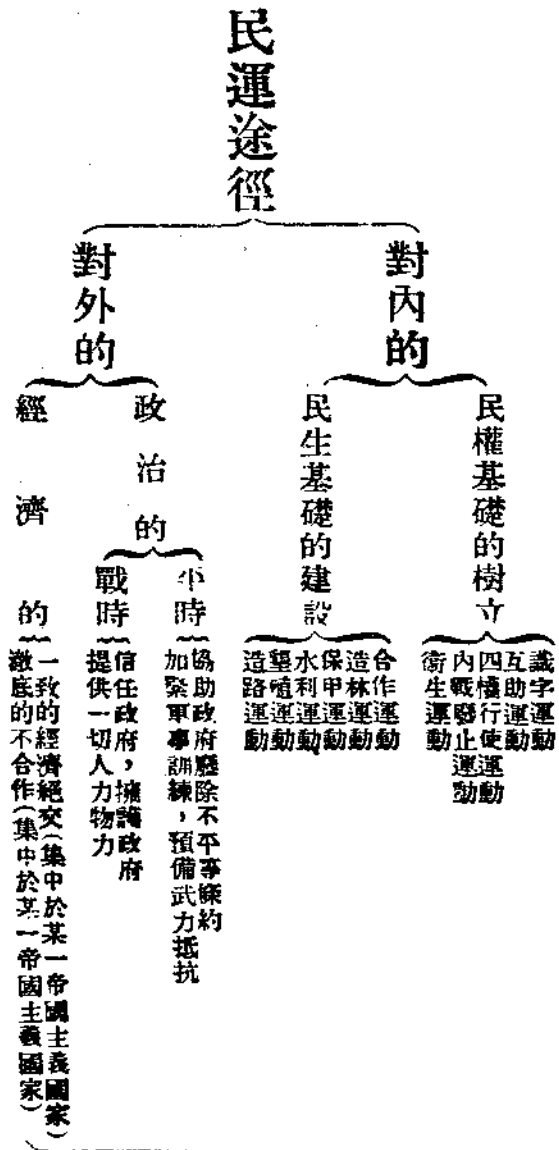 民運途徑
對內的
民權基礎的樹立
識字運動
互助運動
四權行使運動
內戰廢止運動
衛生運動
民生基礎的建設
合作運動
造林運動
保甲運動
水利運動
墾殖運動
造路運動
對外的
政治的
平時
協助政府廢除不平等條約
加緊軍事訓練，預備武力抵抗
戰時
信任政府，擁護政府
提供一切人力物力
經濟的
一致的經濟絕交（集中於某一帝國主義國家）
澈底的不合作（集中於某一帝國主義國家）